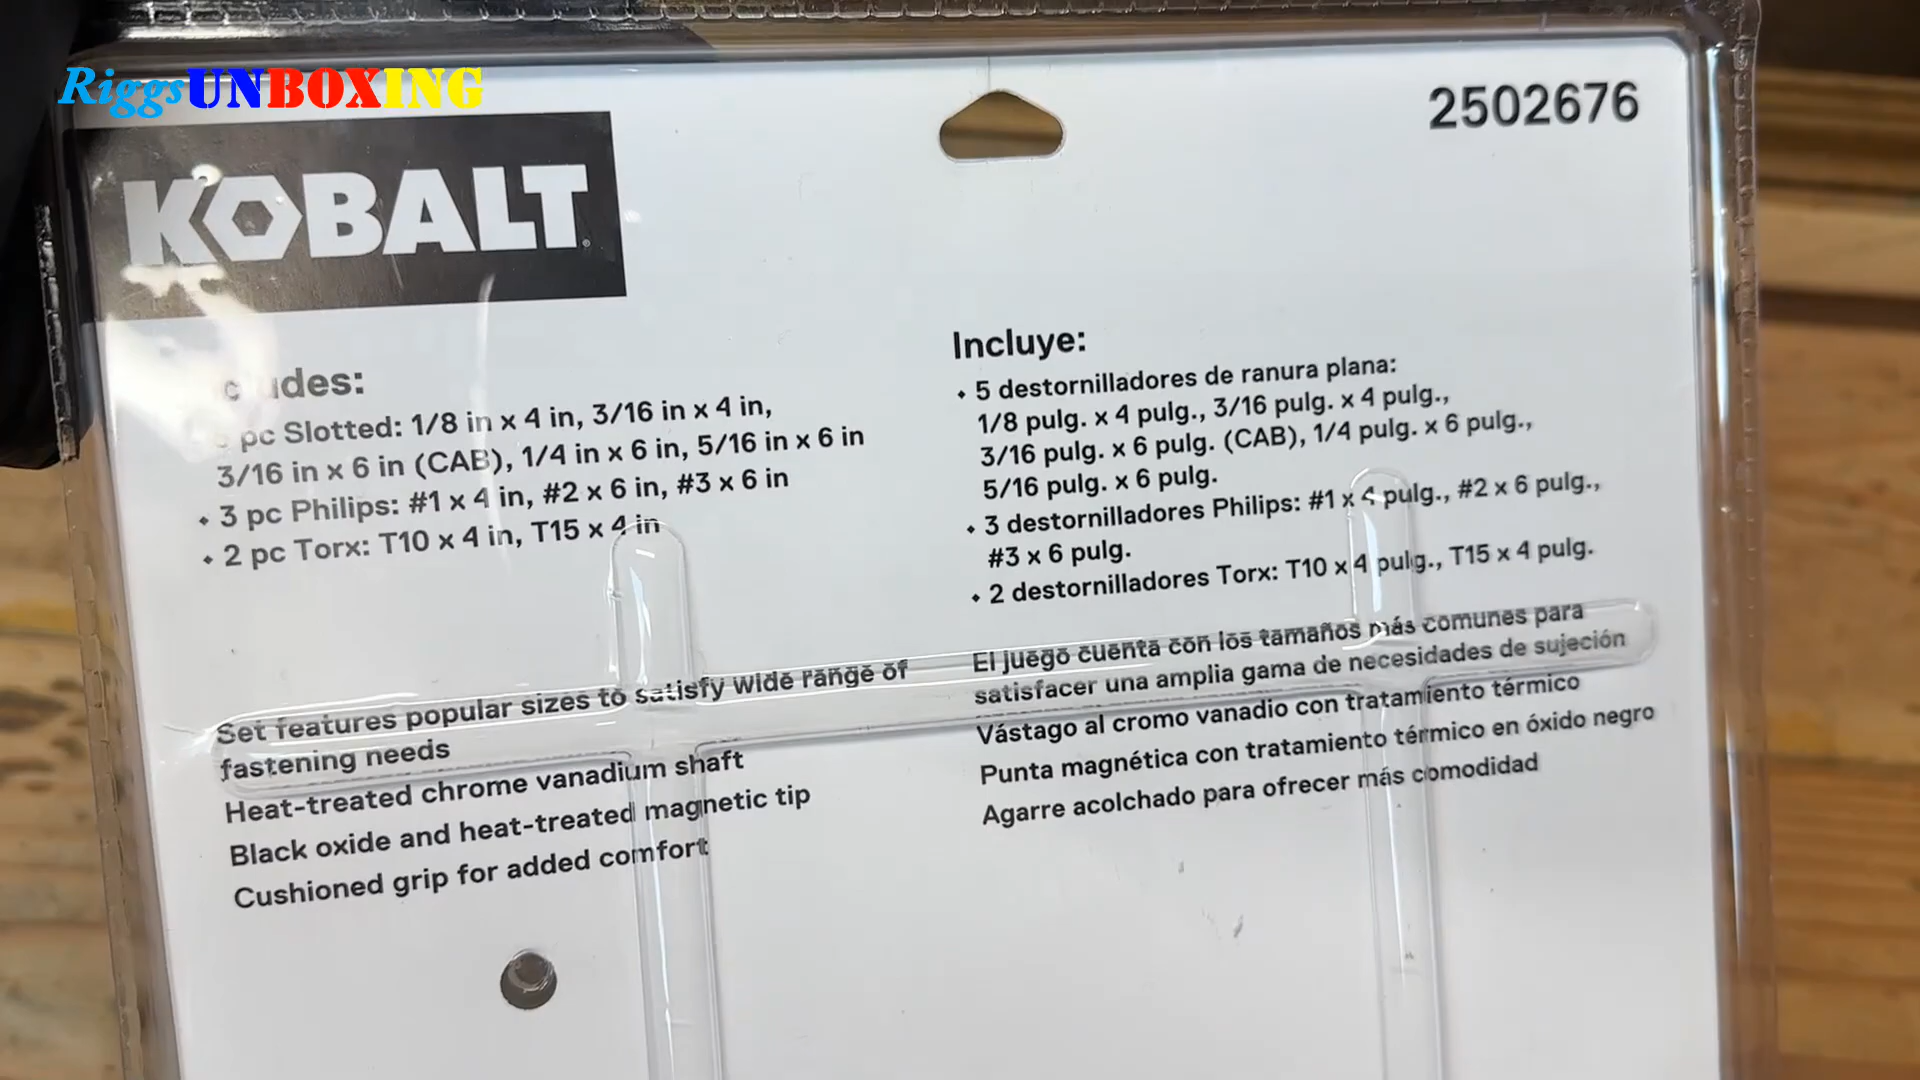 RiggsUNBOXING
KOBALT
2502676
pc Slotted: 1/8 in x 4 in, 3/16 in x 4 in,
3/16 in x 6 in (CAB), 1/4 in x 6 in, 5/16 in x 6 in
• 3 pc Philips: #1 x 4 in, #2 x 6 in, #3 x 6 in
• 2 pc Torx: T10 x 4 in, T15 x 4 in
Set features popular sizes to satisfy wide range of
fastening needs
Heat-treated chrome vanadium shaft
Black oxide and heat-treated magnetic tip
Cushioned grip for added comfort
Incluye:
• 5 destornilladores de ranura plana:
1/8 pulg. x 4 pulg., 3/16 pulg. x 4 pulg.,
3/16 pulg. x 6 pulg. (CAB), 1/4 pulg. x 6 pulg.,
5/16 pulg. x 6 pulg.
• 3 destornilladores Philips: #1 x 4 pulg., #2 x 6 pulg.,
#3 x 6 pulg.
• 2 destornilladores Torx: T10 x 4 pulg., T15 x 4 pulg.
El juego cuenta con los tamaños más comunes para
satisfacer una amplia gama de necesidades de sujeción
Vástago al cromo vanadio con tratamiento térmico
Punta magnética con tratamiento térmico en óxido negro
Agarre acolchado para ofrecer más comodidad